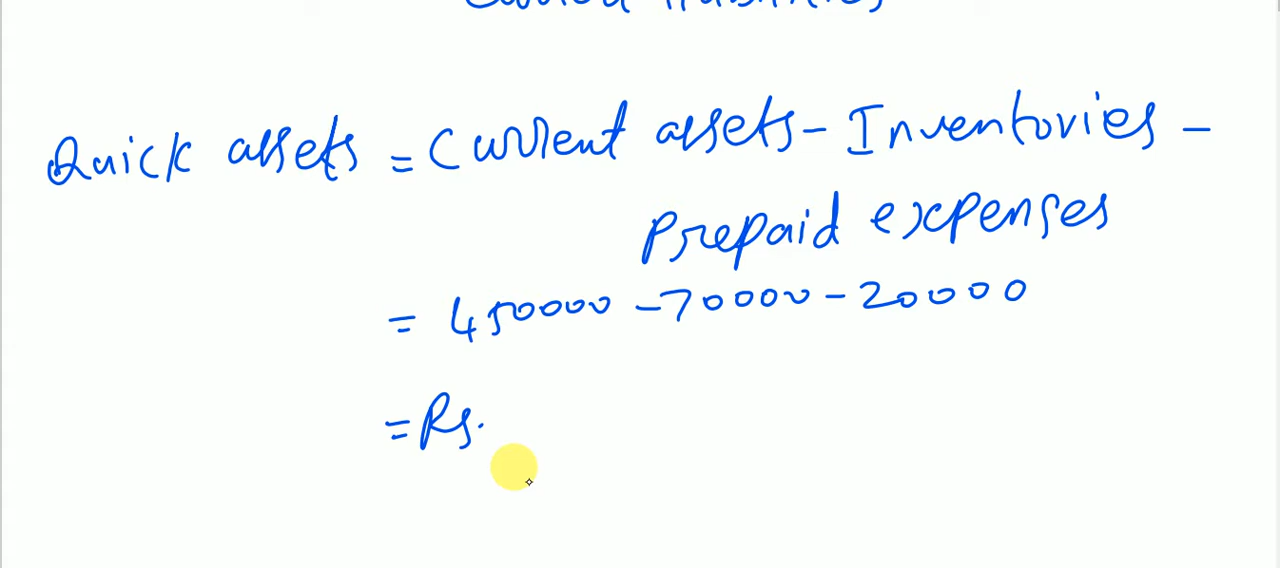 Quick assets = Current assets - Inventories -
Prepaid expenses
= 450000 - 70000 - 20000
= Rs.